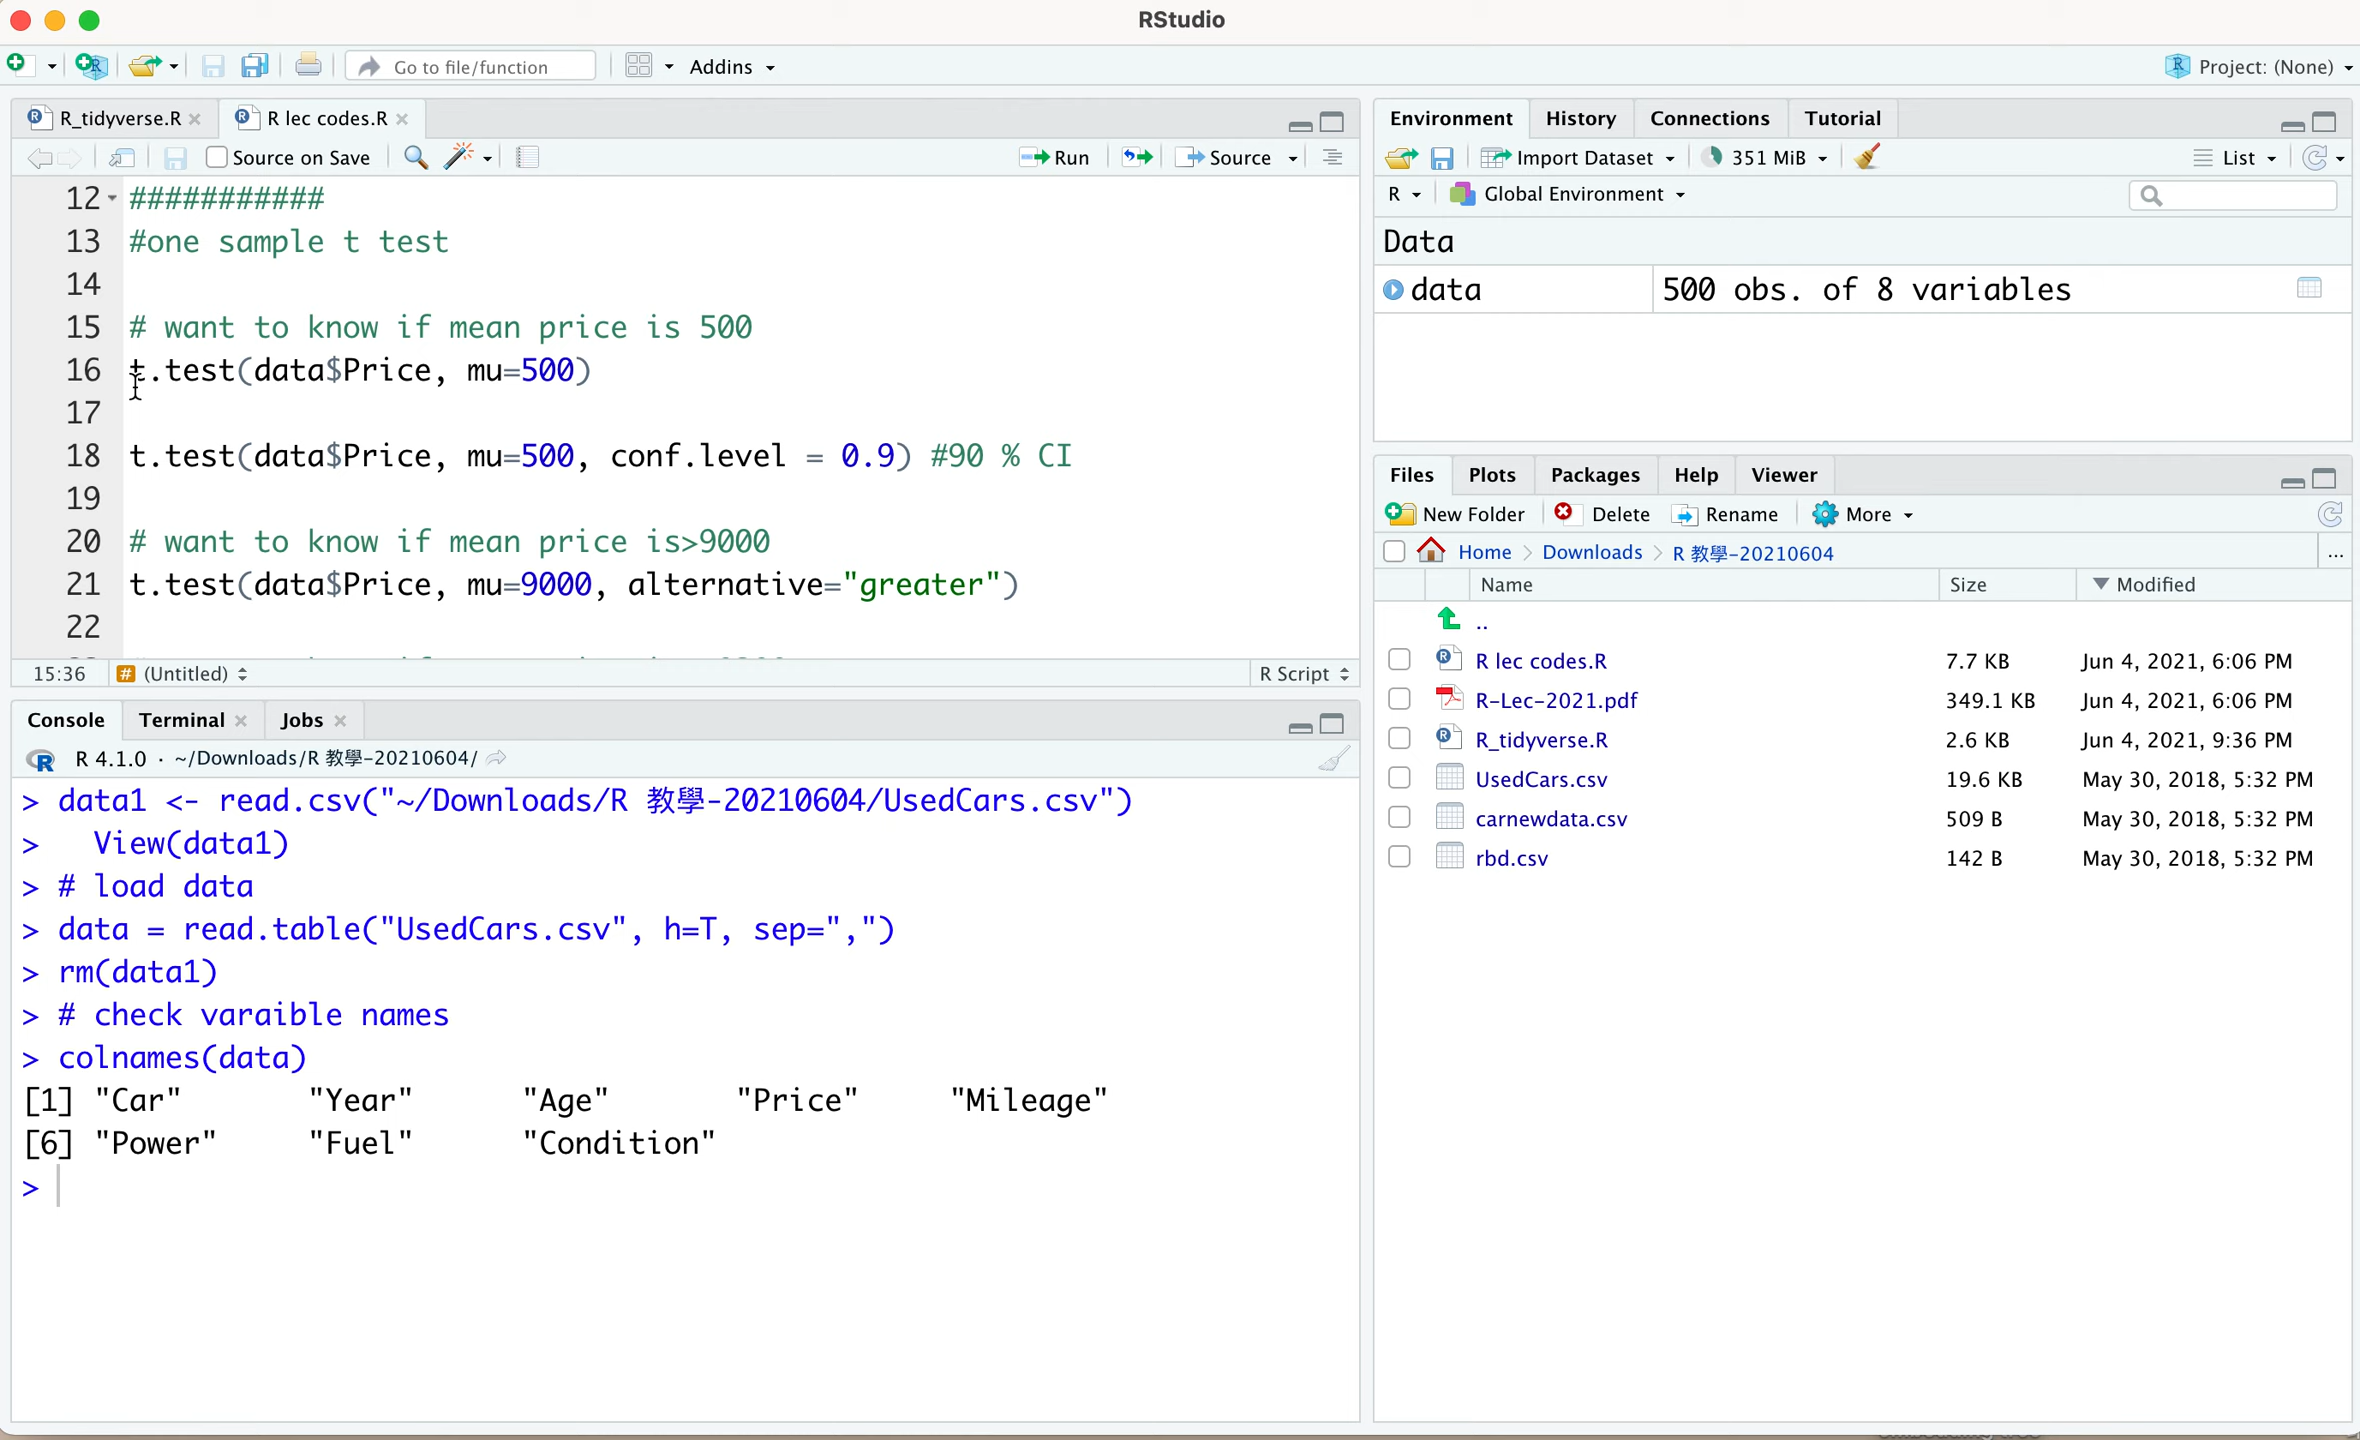 RStudio
Go to file/function
Addins
Project: (None)
R_tidyverse.R
R lec codes.R
Source on Save
Run
Source
12 ###########
13 #one sample t test
14
15 # want to know if mean price is 500
16 t.test(data$Price, mu=500)
17
18 t.test(data$Price, mu=500, conf.level = 0.9) #90 % CI
19
20 # want to know if mean price is>9000
21 t.test(data$Price, mu=9000, alternative="greater")
22
15:36
(Untitled)
R Script
Console
Terminal
Jobs
R 4.1.0 · ~/Downloads/R 教學-20210604/
> data1 <- read.csv("~/Downloads/R 教學-20210604/UsedCars.csv")
>   View(data1)
> # load data
> data = read.table("UsedCars.csv", h=T, sep=",")
> rm(data1)
> # check varaible names
> colnames(data)
[1] "Car" "Year" "Age" "Price" "Mileage"
[6] "Power" "Fuel" "Condition"
>
Environment
History
Connections
Tutorial
Import Dataset
351 MiB
List
R
Global Environment
Data
data 500 obs. of 8 variables
Files
Plots
Packages
Help
Viewer
New Folder
Delete
Rename
More
Home
Downloads
R 教學-20210604
...
Name Size Modified
..
R lec codes.R 7.7 KB Jun 4, 2021, 6:06 PM
R-Lec-2021.pdf 349.1 KB Jun 4, 2021, 6:06 PM
R_tidyverse.R 2.6 KB Jun 4, 2021, 9:36 PM
UsedCars.csv 19.6 KB May 30, 2018, 5:32 PM
carnewdata.csv 509 B May 30, 2018, 5:32 PM
rbd.csv 142 B May 30, 2018, 5:32 PM